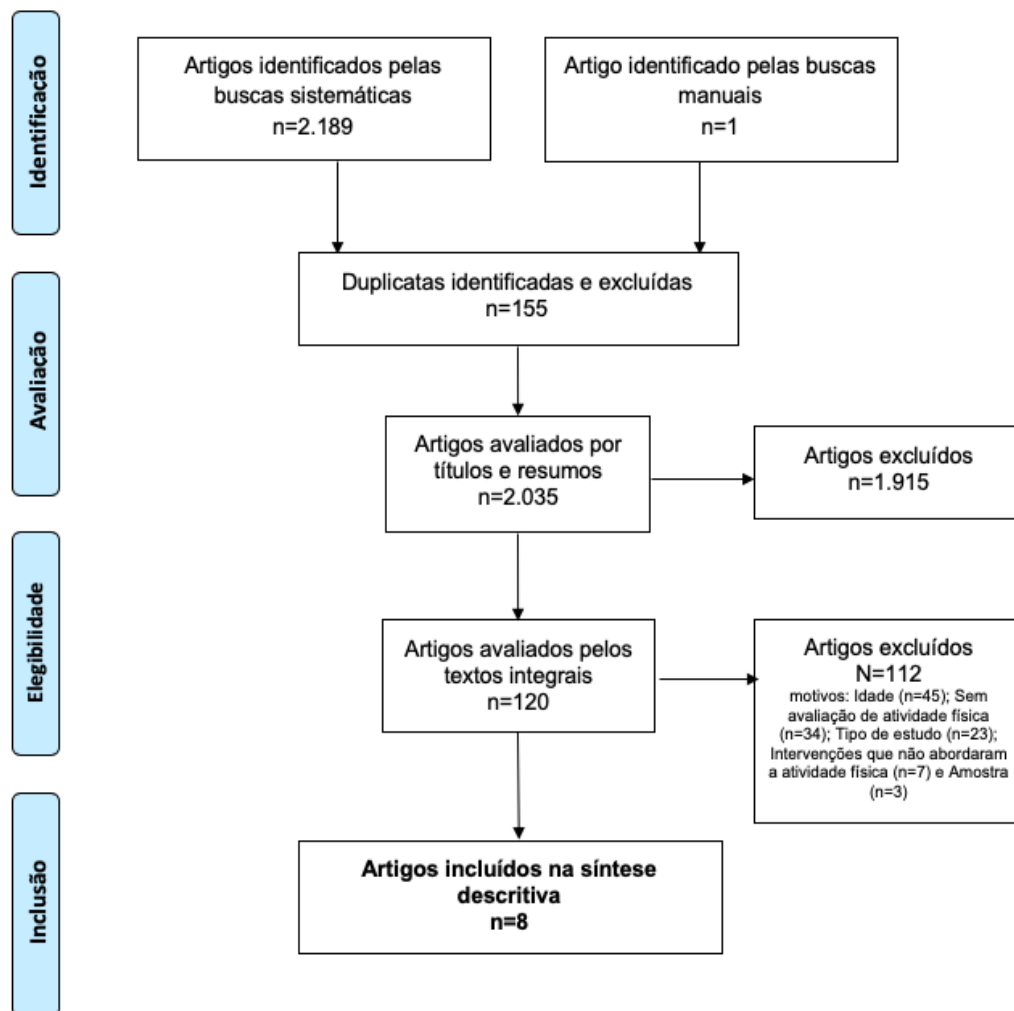 Identificação
Artigos identificados pelas
buscas sistemáticas
n=2.189
Artigo identificado pelas buscas
manuais
n=1
Avaliação
Duplicatas identificadas e excluídas
n=155
Artigos avaliados por
títulos e resumos
n=2.035
Artigos excluídos
n=1.915
Elegibilidade
Artigos avaliados pelos
textos integrais
n=120
Artigos excluídos
N=112
motivos: Idade (n=45); Sem
avaliação de atividade física
(n=34); Tipo de estudo (n=23);
Intervenções que não abordaram
a atividade física (n=7) e Amostra
(n=3)
Inclusão
Artigos incluídos na síntese
descritiva
n=8